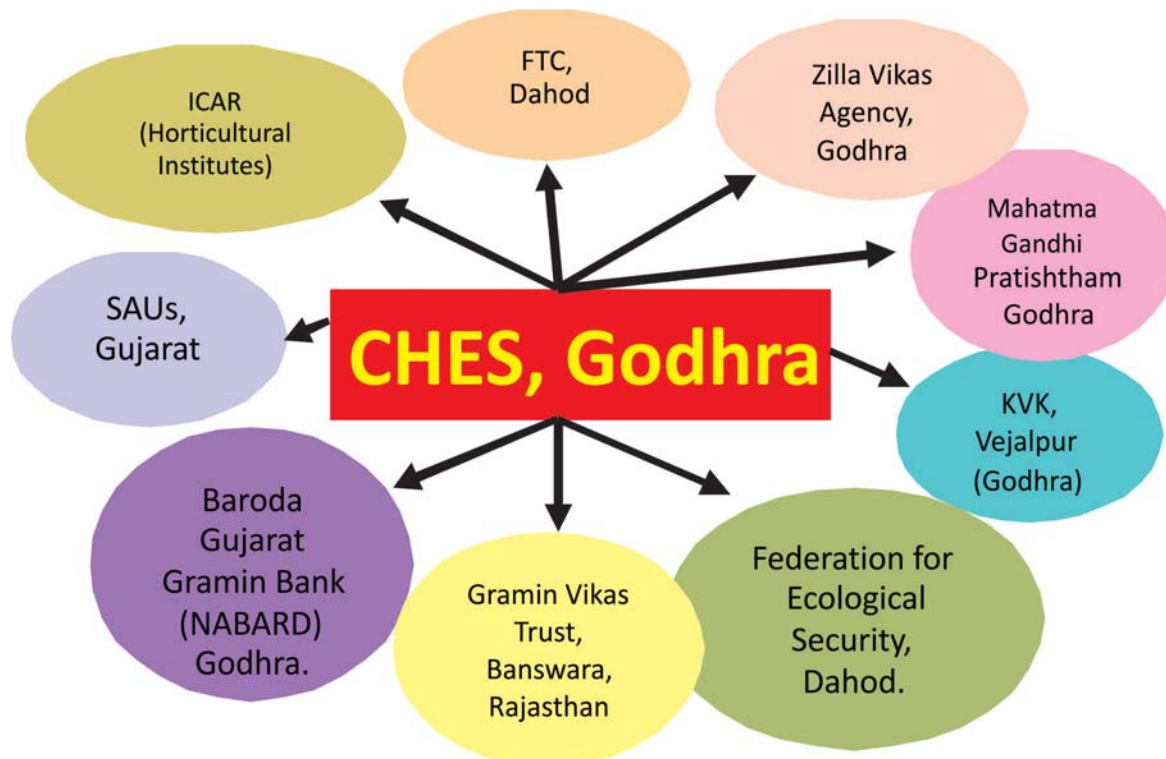 ICAR
(Horticultural
Institutes)
FTC,
Dahod
Zilla Vikas
Agency,
Godhra
Mahatma
Gandhi
Pratishtham
Godhra
SAUs,
Gujarat
CHES, Godhra
KVK,
Vejalpur
(Godhra)
Baroda
Gujarat
Gramin Bank
(NABARD)
Godhra.
Gramin Vikas
Trust,
Banswara,
Rajasthan
Federation for
Ecological
Security,
Dahod.